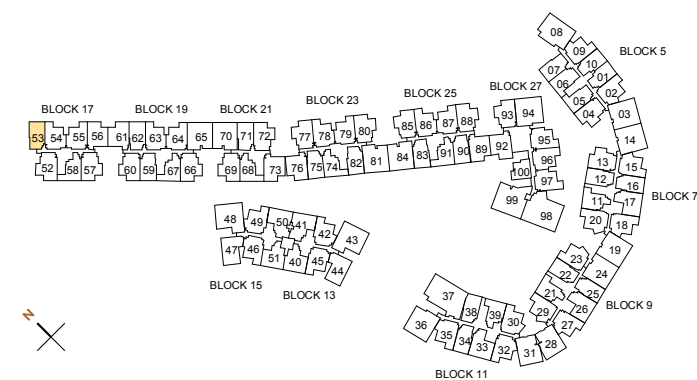 08
BLOCK 5
09
07 10
06 01
05 02
04 03
BLOCK 27
BLOCK 25
BLOCK 23
BLOCK 17 BLOCK 19 BLOCK 21
93 94
85 86 87 88
77 78 79 80
53 54 55 56 61 62 63 64 65 70 71 72
14
95
92
89
90
91
83
84
81
82
96
52 58 57 60 59 67 66 69 68 73 76 75 74
100 97
99 98
13 15
12 16
11 17
BLOCK 7
20 18
48 49 50 41 42 43
47 46 51 40 45 44
BLOCK 15 BLOCK 13
19
23
22 24
21 25
29 26
27
28
BLOCK 9
37 38 39 30
36 35 34 33 32 31
BLOCK 11
N